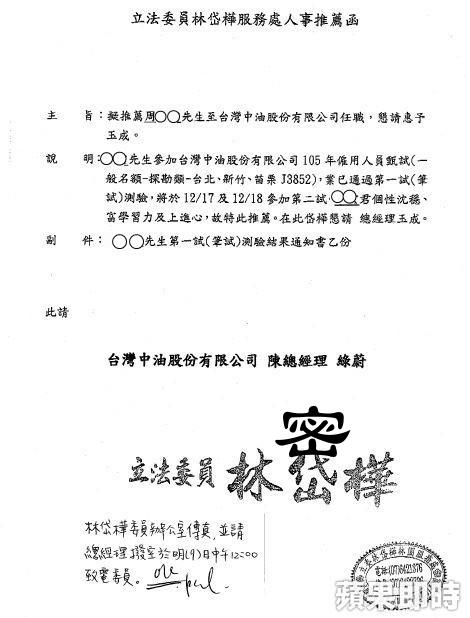 立法委員林岱樺服務處人事推薦函
主 旨：擬推薦周○○先生至台灣中油股份有限公司任職，懇請惠予
玉成。
說 明：○○先生參加台灣中油股份有限公司105年僱用人員甄試(一
般名額-探勘類-台北、新竹、苗栗J3852)，業已通過第一試(筆
試)測驗，將於12/17及12/18參加第二試，○○君個性沈穩、
富學習力及上進心，故特此推薦。在此岱樺懇請 總經理玉成。
副 件： ○○先生第一試(筆試)測驗結果通知書乙份
此請
台灣中油股份有限公司 陳總經理 綠蔚
密
立法委員 林岱樺
林岱樺委員辦公室傳真，並請
總經理撥空於明(9)日中午12:00
致電委員。
電話:(07)6421376
蘋果即時